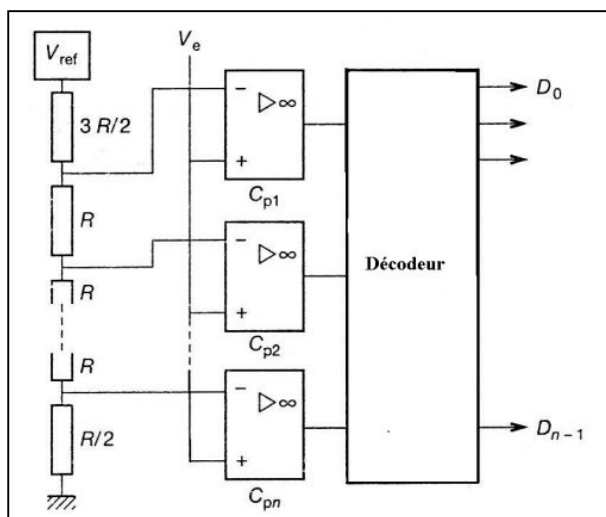 V_ref
V_e
3 R/2
R
R
R
R/2
−
▷∞
+
C_p1
−
▷∞
+
C_p2
−
▷∞
+
C_pn
Décodeur
D_0
D_n−1